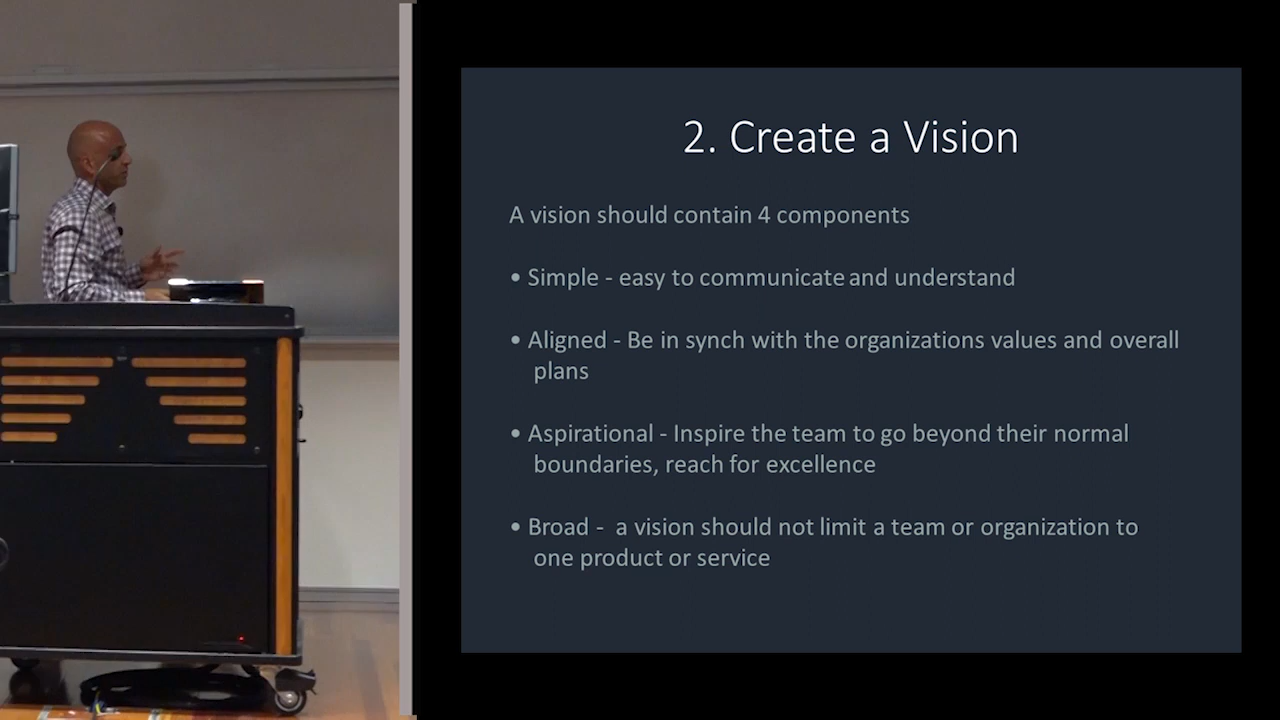 2. Create a Vision
A vision should contain 4 components
• Simple - easy to communicate and understand
• Aligned - Be in synch with the organizations values and overall
plans
• Aspirational - Inspire the team to go beyond their normal
boundaries, reach for excellence
• Broad -  a vision should not limit a team or organization to
one product or service